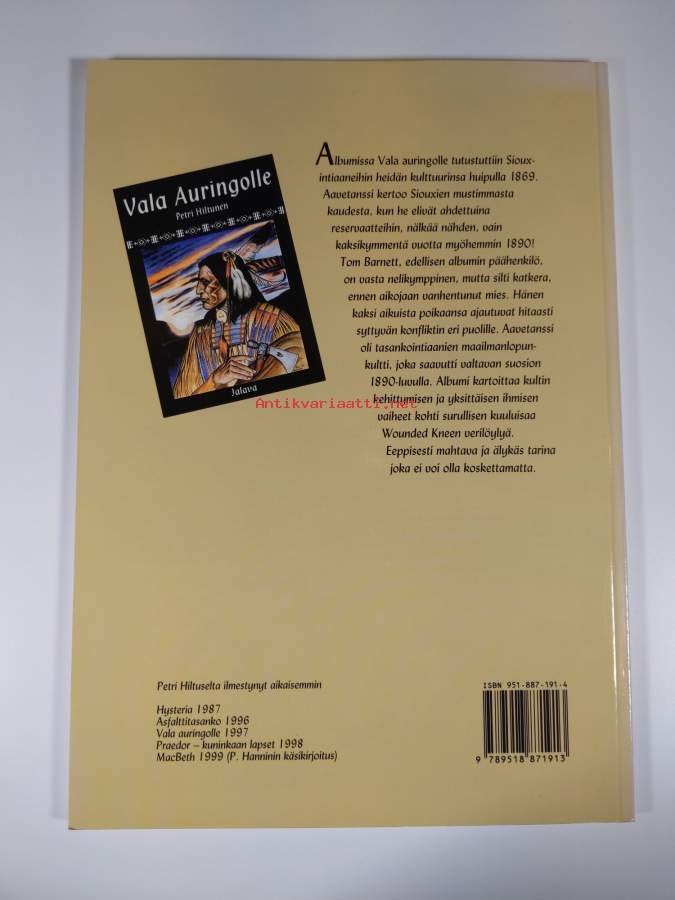 Albumissa Vala auringolle tutustuttiin Sioux-
intiaaneihin heidän kulttuurinsa huipulla 1869.
Aavetanssi kertoo Siouxien mustimmasta
kaudesta, kun he elivät ahdettuina
reservaatteihin, nälkää nähden, vain
kaksikymmentä vuotta myöhemmin 1890!
Tom Barnett, edellisen albumin päähenkilö,
on vasta nelikymppinen, mutta silti katkera,
ennen aikojaan vanhentunut mies. Hänen
kaksi aikuista poikaansa ajautuvat hitaasti
syttyvän konfliktin eri puolille. Aavetanssi
oli tasankointiaanien maailmanlopun-
kultti, joka saavutti valtavan suosion
1890-luvulla. Albumi kartoittaa kultin
kehittymisen ja yksittäisen ihmisen
vaiheet kohti surullisen kuuluisaa
Wounded Kneen verilöylyä.
Eeppisesti mahtava ja älykäs tarina
joka ei voi olla koskettamatta.
Vala Auringolle
Petri Hiltunen
Jalava
Antikvariaatti.net
Petri Hiltuselta ilmestynyt aikaisemmin
Hysteria 1987
Asfalttitasanko 1996
Vala auringolle 1997
Praedor – kuninkaan lapset 1998
MacBeth 1999 (P. Hanninin käsikirjoitus)
ISBN 951-887-191-4
9 789518 871913